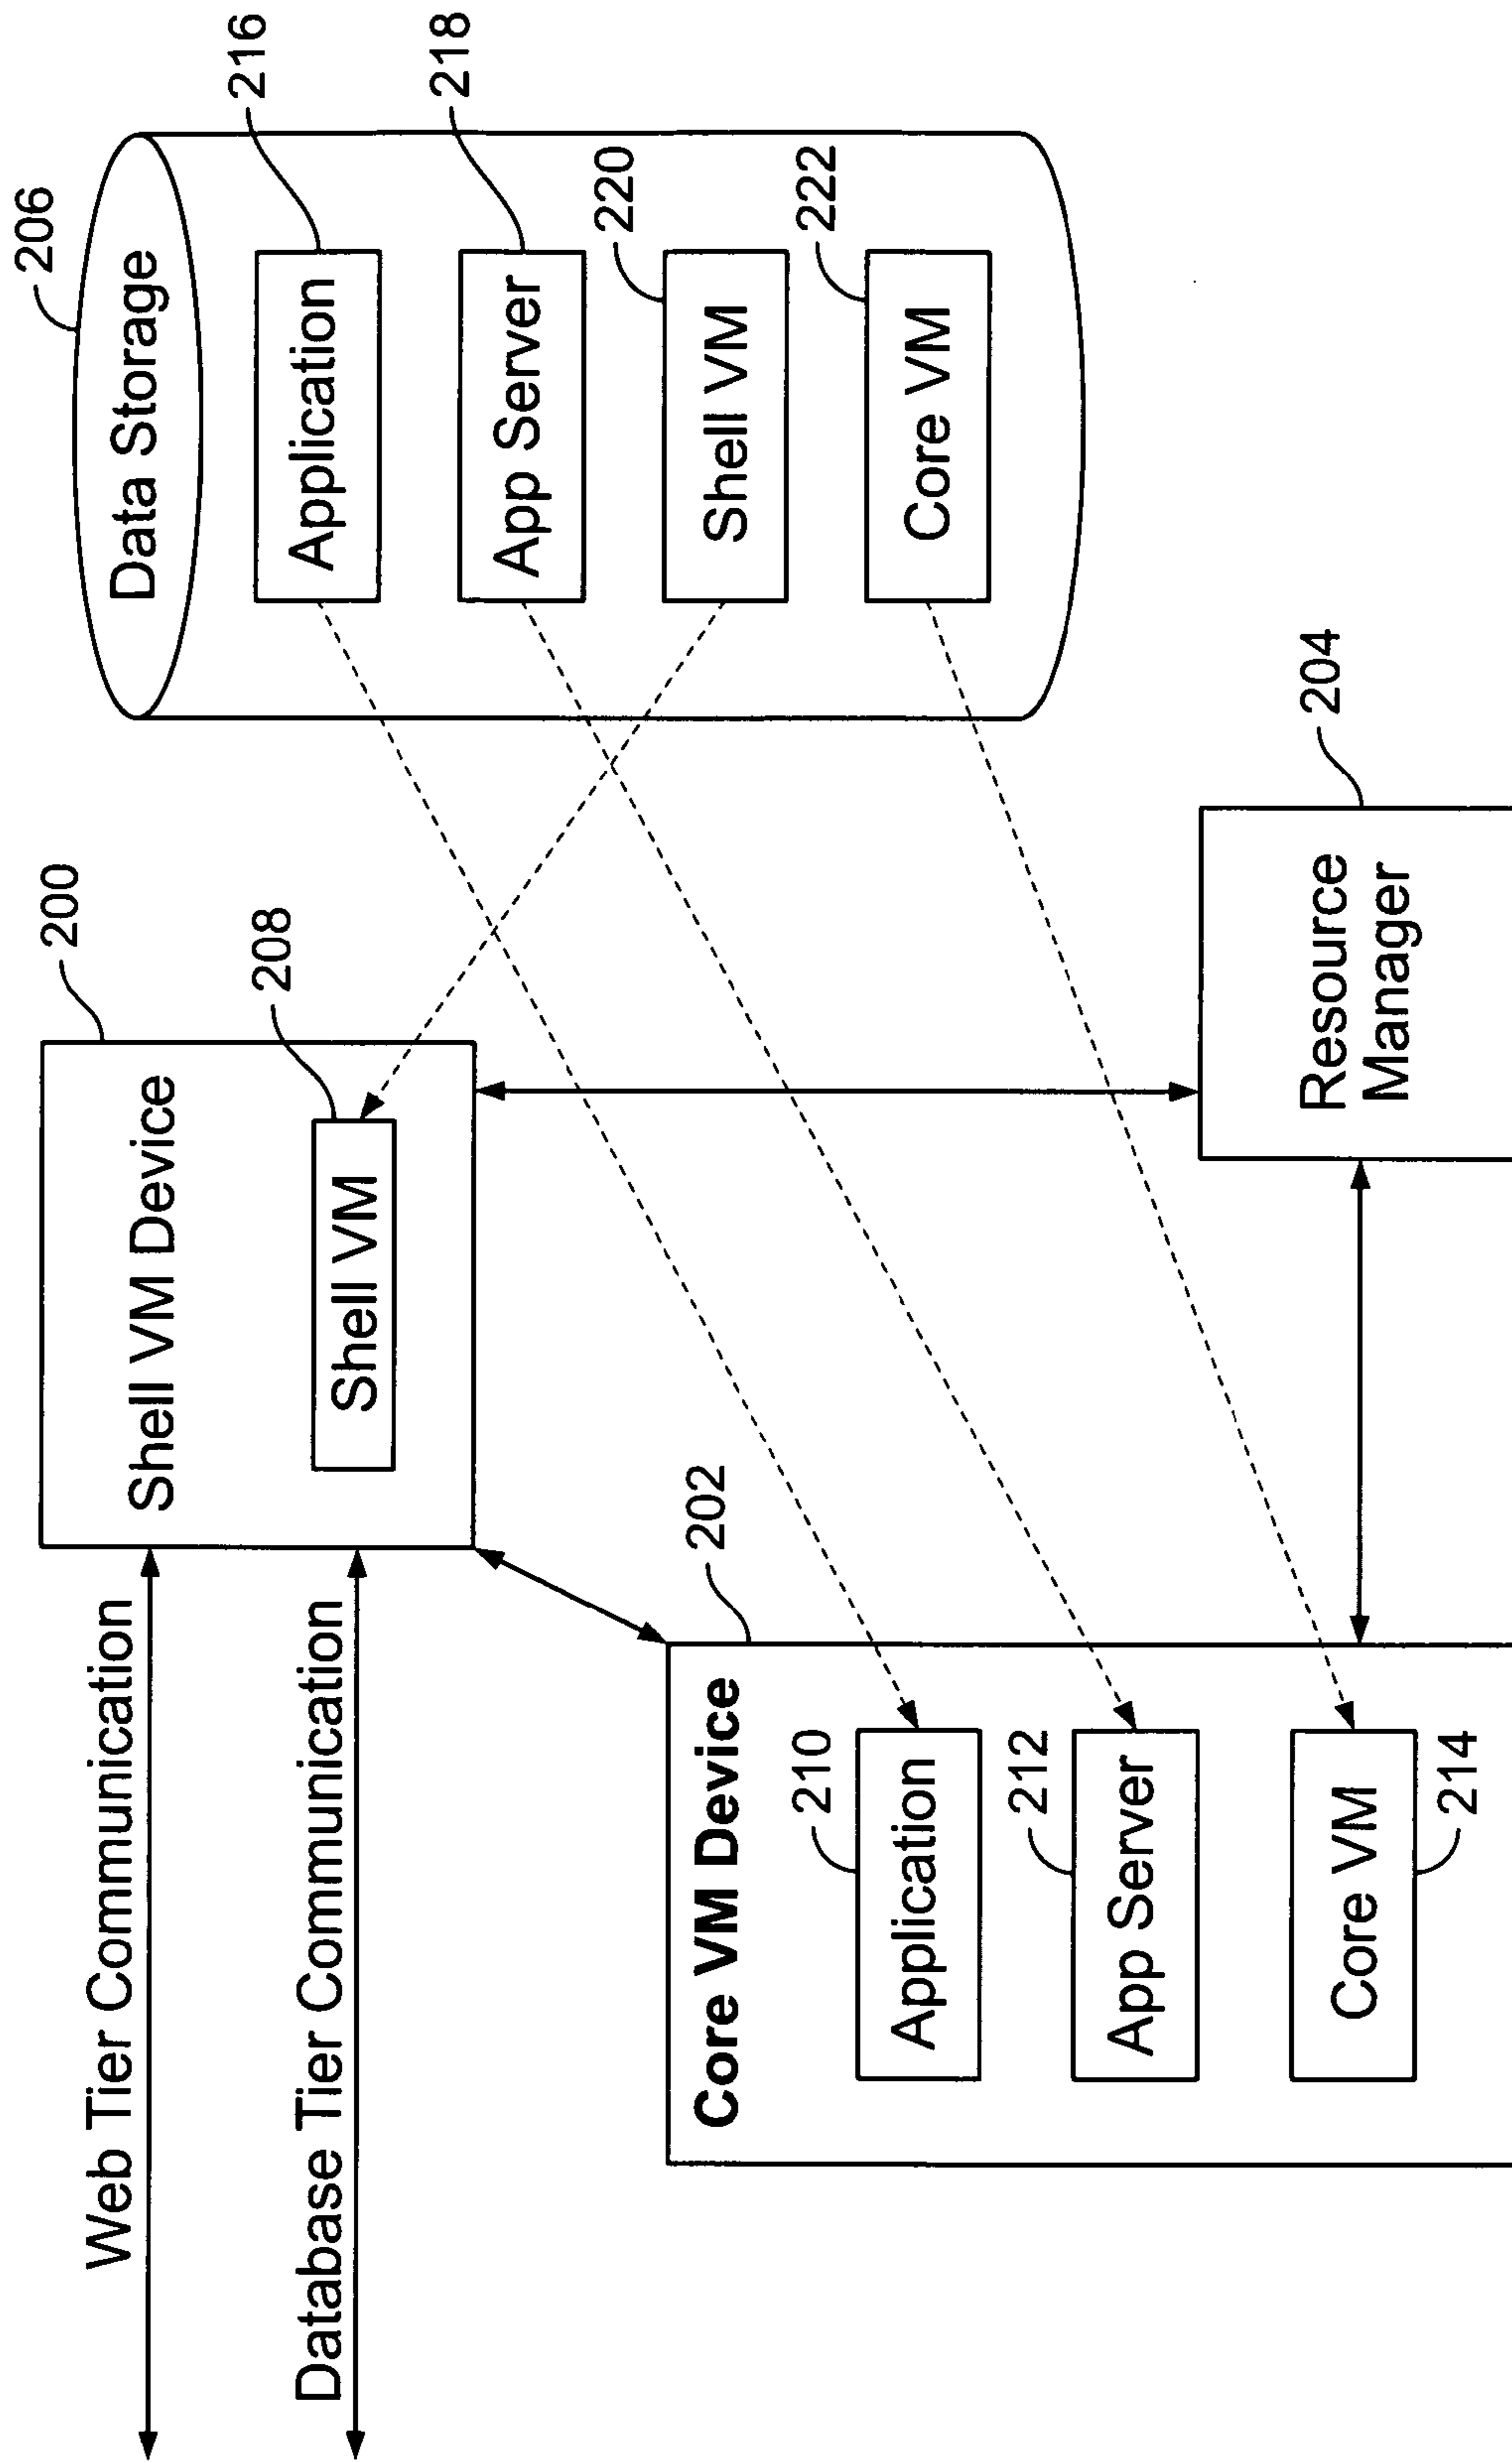 Web Tier Communication
Database Tier Communication
200
Shell VM Device
208
Shell VM
206
Data Storage
216
Application
218
App Server
220
Shell VM
222
Core VM
202
Core VM Device
210
Application
212
App Server
Core VM
214
204
Resource
Manager